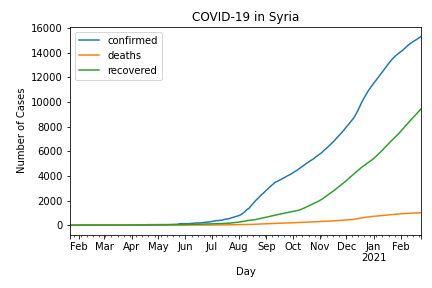 COVID-19 in Syria
16000
14000
12000
10000
8000
6000
4000
2000
0
Number of Cases
confirmed
deaths
recovered
Feb Mar Apr May Jun Jul Aug Sep Oct Nov Dec Jan Feb
2021
Day